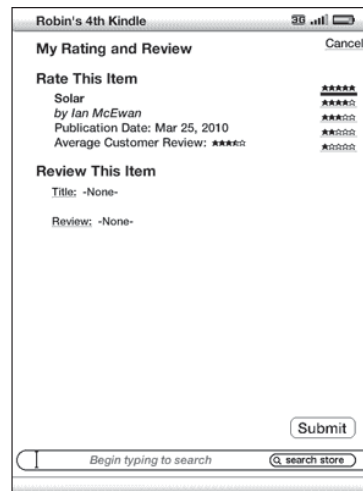 Robin's 4th Kindle 3G
My Rating and Review Cancel
Rate This Item
Solar
by Ian McEwan
Publication Date: Mar 25, 2010
Average Customer Review:
Review This Item
Title: -None-
Review: -None-
Submit
Begin typing to search search store